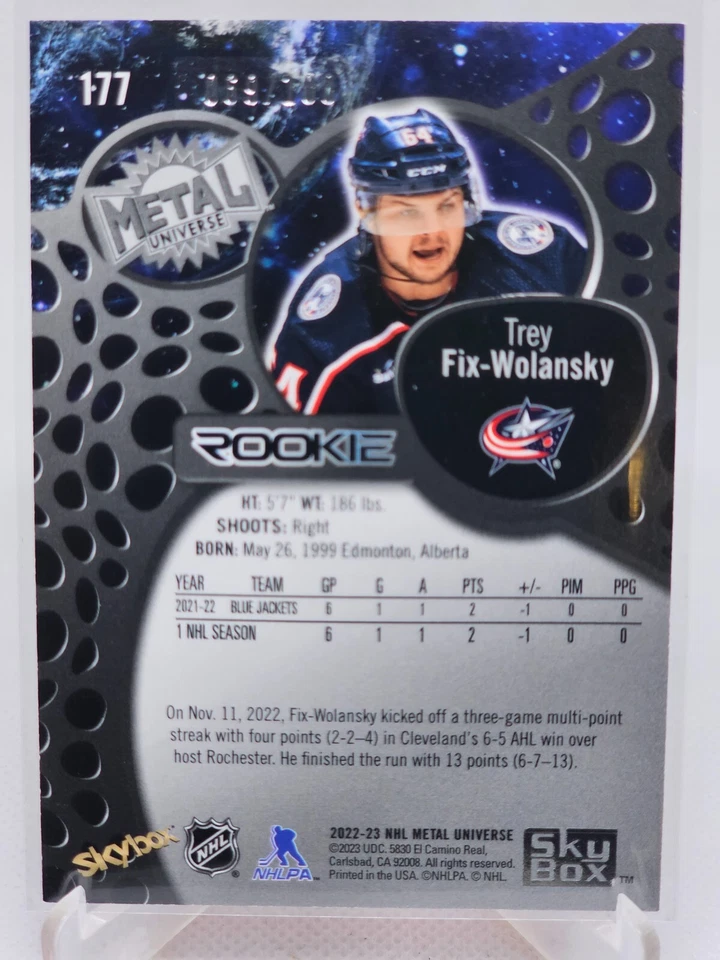 177
METAL
UNIVERSE
64
CCM
Trey
Fix-Wolansky
ROOKIE
HT: 5'7" WT: 186 lbs.
SHOOTS: Right
BORN: May 26, 1999 Edmonton, Alberta
YEAR TEAM GP G A PTS +/- PIM PPG
2021-22 BLUE JACKETS 6 1 1 2 -1 0 0
1 NHL SEASON 6 1 1 2 -1 0 0
On Nov. 11, 2022, Fix-Wolansky kicked off a three-game multi-point
streak with four points (2-2–4) in Cleveland's 6-5 AHL win over
host Rochester. He finished the run with 13 points (6-7–13).
skybox
NHL
®
NHLPA™
2022-23 NHL METAL UNIVERSE
©2023 UDC. 5830 El Camino Real,
Carlsbad, CA 92008. All rights reserved.
Printed in the USA. ©NHLPA. © NHL.
Sky
Box™